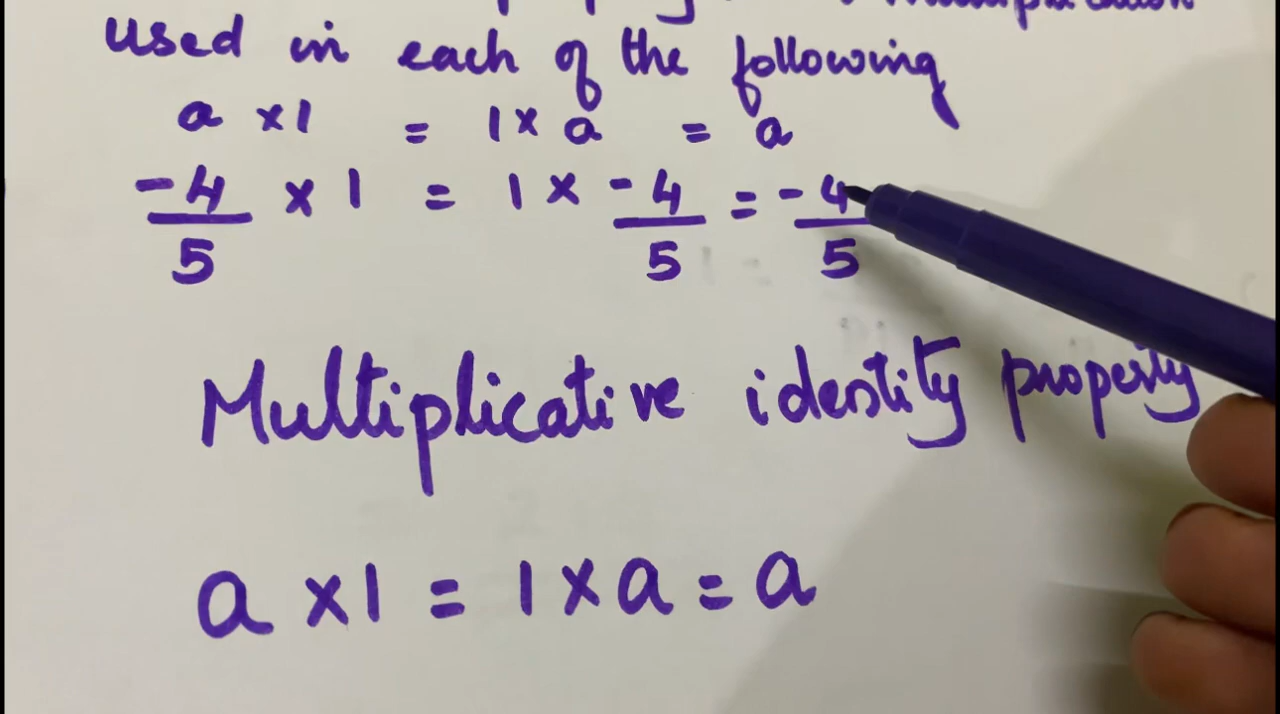 used in each of the following
a × 1 = 1 × a = a
-4/5 × 1 = 1 × -4/5 = -4/5
Multiplicative identity property
a × 1 = 1 × a = a